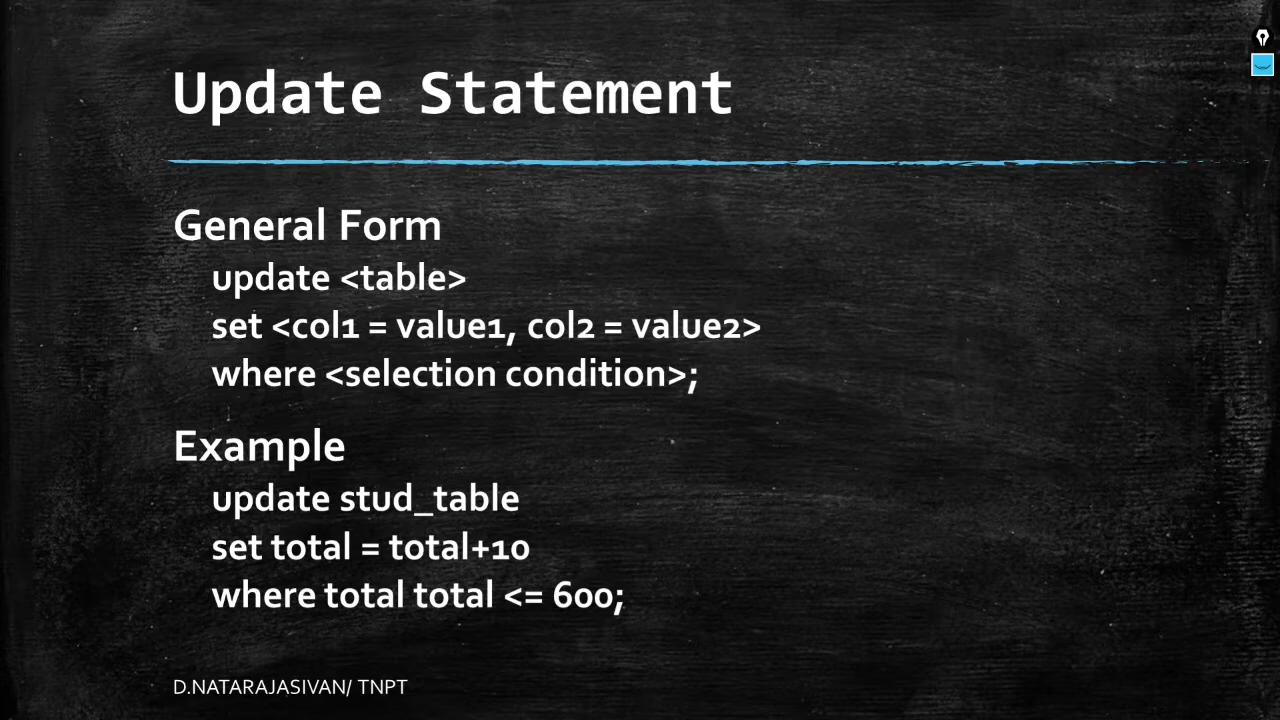 Update Statement
General Form
update <table>
set <col1 = value1, col2 = value2>
where <selection condition>;
Example
update stud_table
set total = total+10
where total total <= 600;
D.NATARAJASIVAN/ TNPT